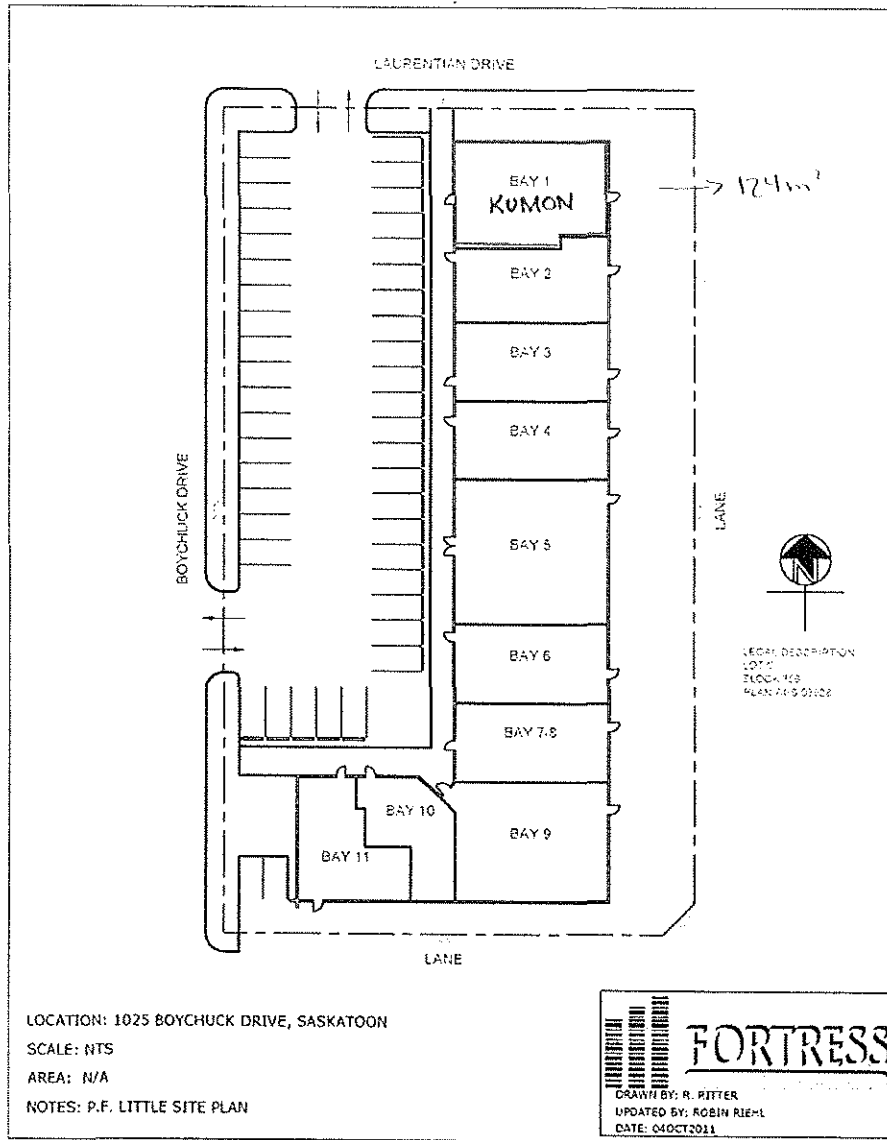 LAURENTIAN DRIVE
BAY 1
KUMON
124m²
BAY 2
BAY 3
BAY 4
BOYCHUCK DRIVE
BAY 5
LANE
N
BAY 6
LEGAL DESCRIPTION
BAY 7-8
BAY 10
BAY 9
BAY 11
LANE
LOCATION: 1025 BOYCHUCK DRIVE, SASKATOON
SCALE: NTS
AREA: N/A
NOTES: P.F. LITTLE SITE PLAN
FORTRESS
DRAWN BY: R. RITTER
UPDATED BY: ROBIN RIEHL
DATE: 04OCT2011